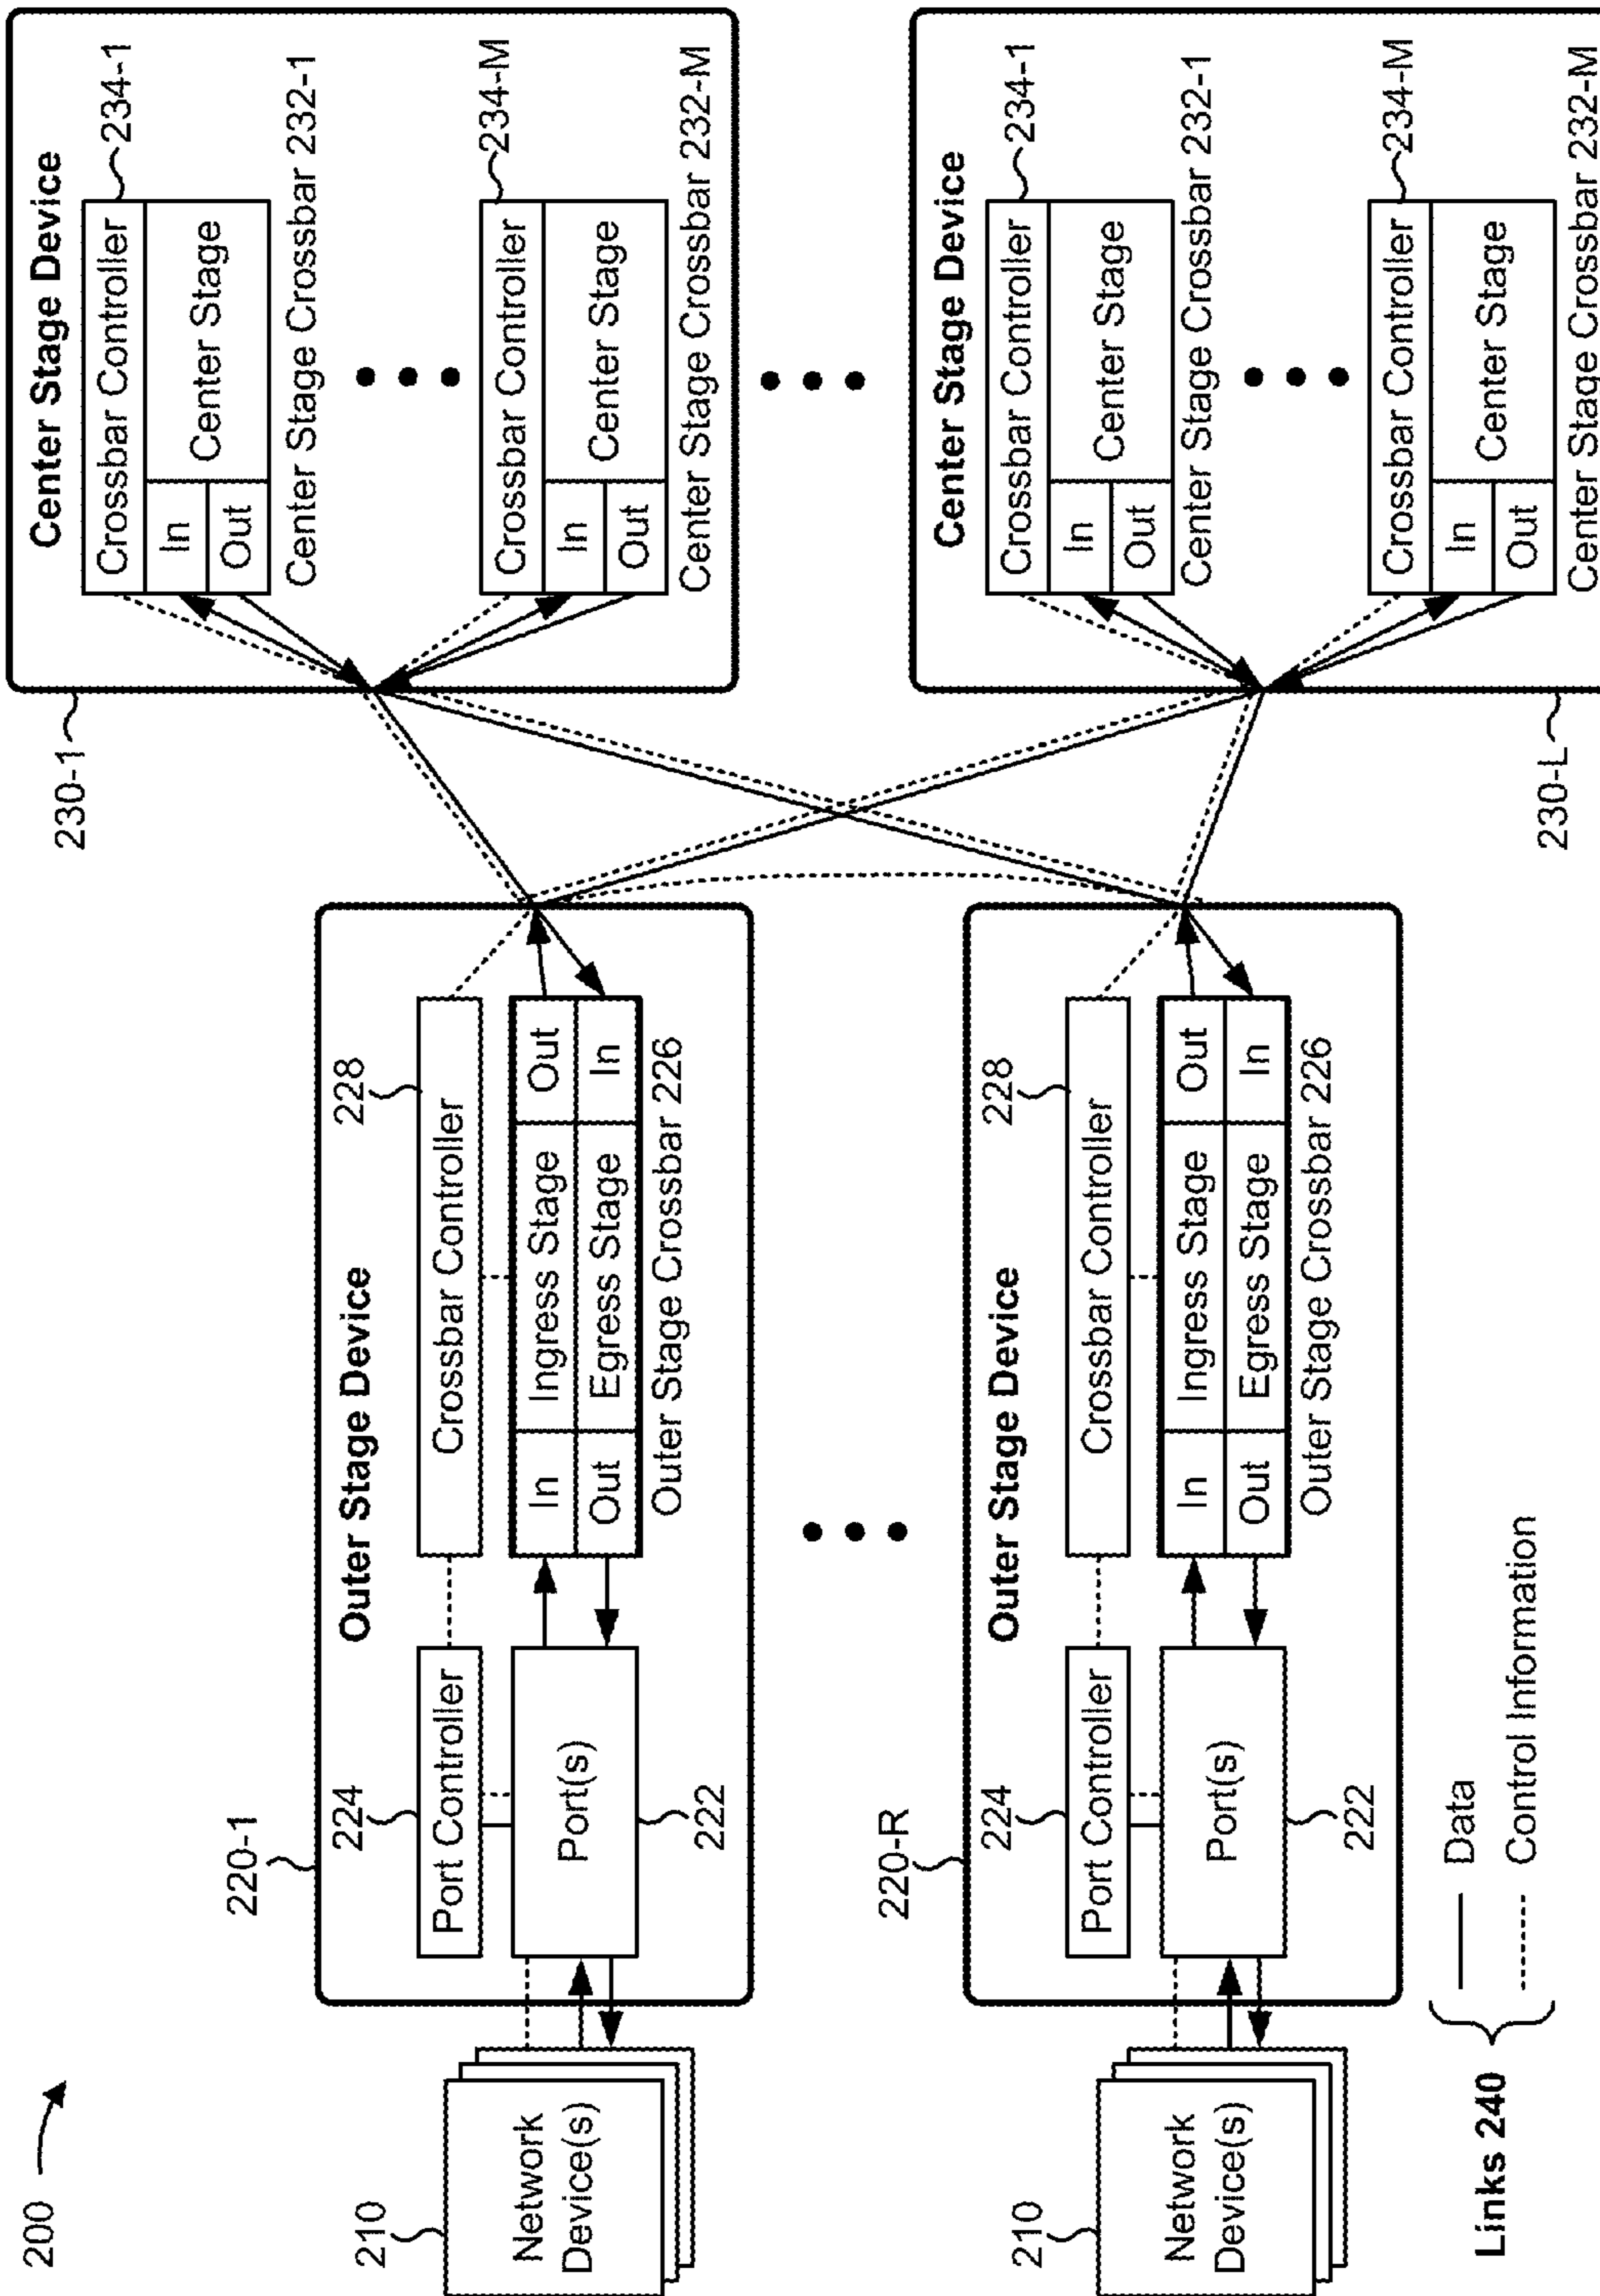 200
210
Network
Device(s)
220-1
Outer Stage Device
224
Port Controller
Port(s)
222
228
Crossbar Controller
In
Ingress Stage
Out
Out
Egress Stage
In
Outer Stage Crossbar 226
230-1
Center Stage Device
Crossbar Controller
234-1
In
Center Stage
Out
Center Stage Crossbar 232-1
Crossbar Controller
234-M
In
Center Stage
Out
Center Stage Crossbar 232-M
210
Network
Device(s)
220-R
Outer Stage Device
224
Port Controller
Port(s)
222
228
Crossbar Controller
In
Ingress Stage
Out
Out
Egress Stage
In
Outer Stage Crossbar 226
230-L
Center Stage Device
Crossbar Controller
234-1
In
Center Stage
Out
Center Stage Crossbar 232-1
Crossbar Controller
234-M
In
Center Stage
Out
Center Stage Crossbar 232-M
Links 240
Data
Control Information